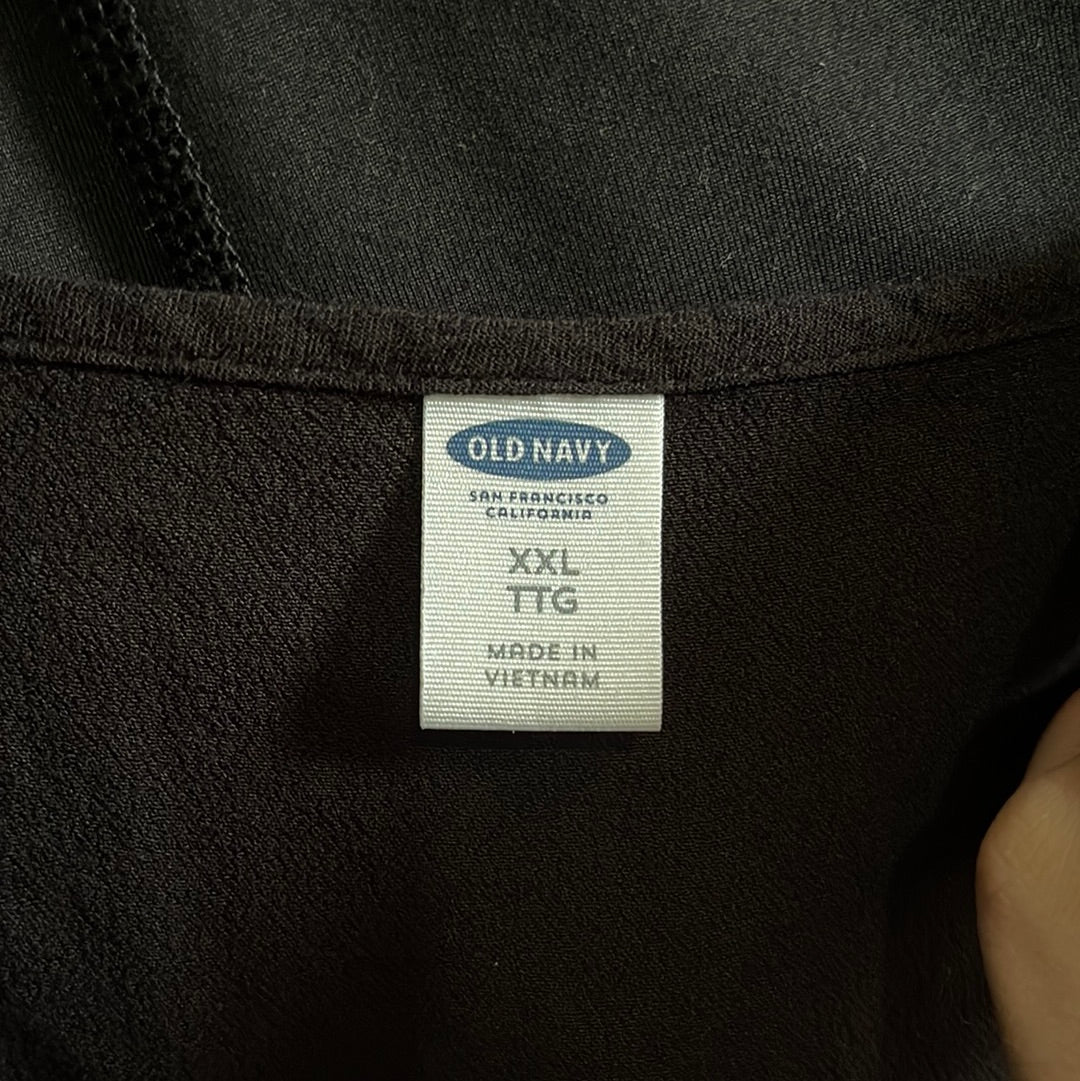 OLD NAVY
SAN FRANCISCO
CALIFORNIA
XXL
TTG
MADE IN
VIETNAM